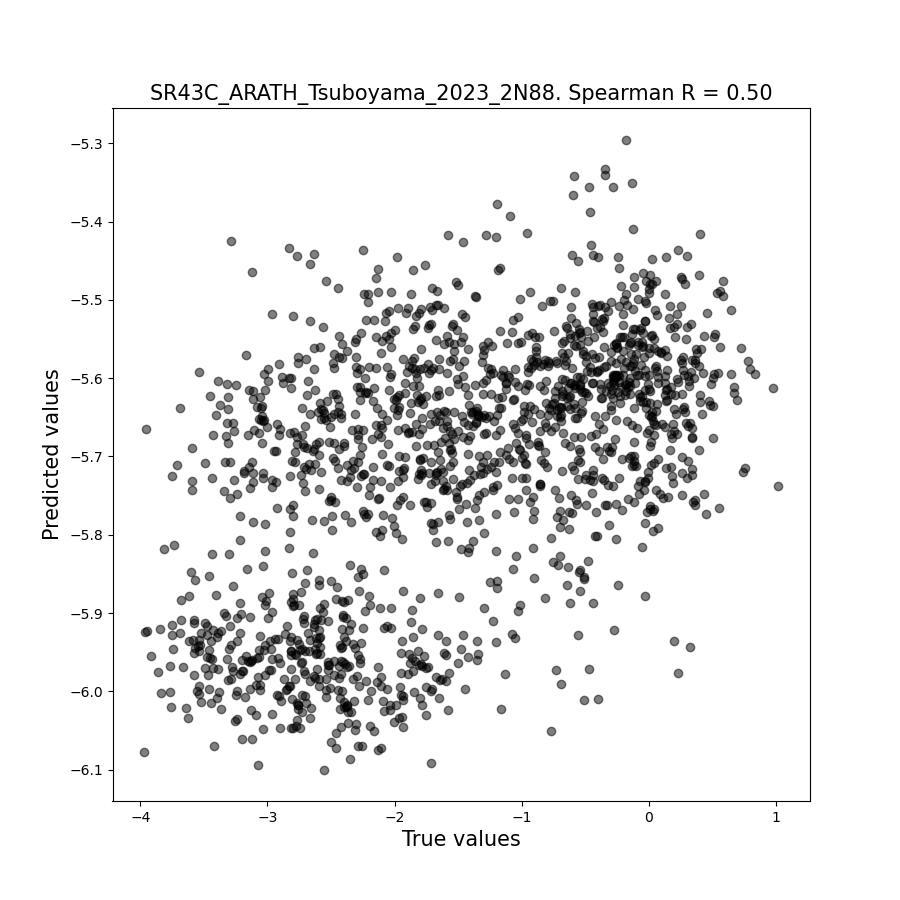 SR43C_ARATH_Tsuboyama_2023_2N88. Spearman R = 0.50
−5.3
−5.4
−5.5
−5.6
−5.7
−5.8
−5.9
−6.0
−6.1
Predicted values
−4 −3 −2 −1 0 1
True values